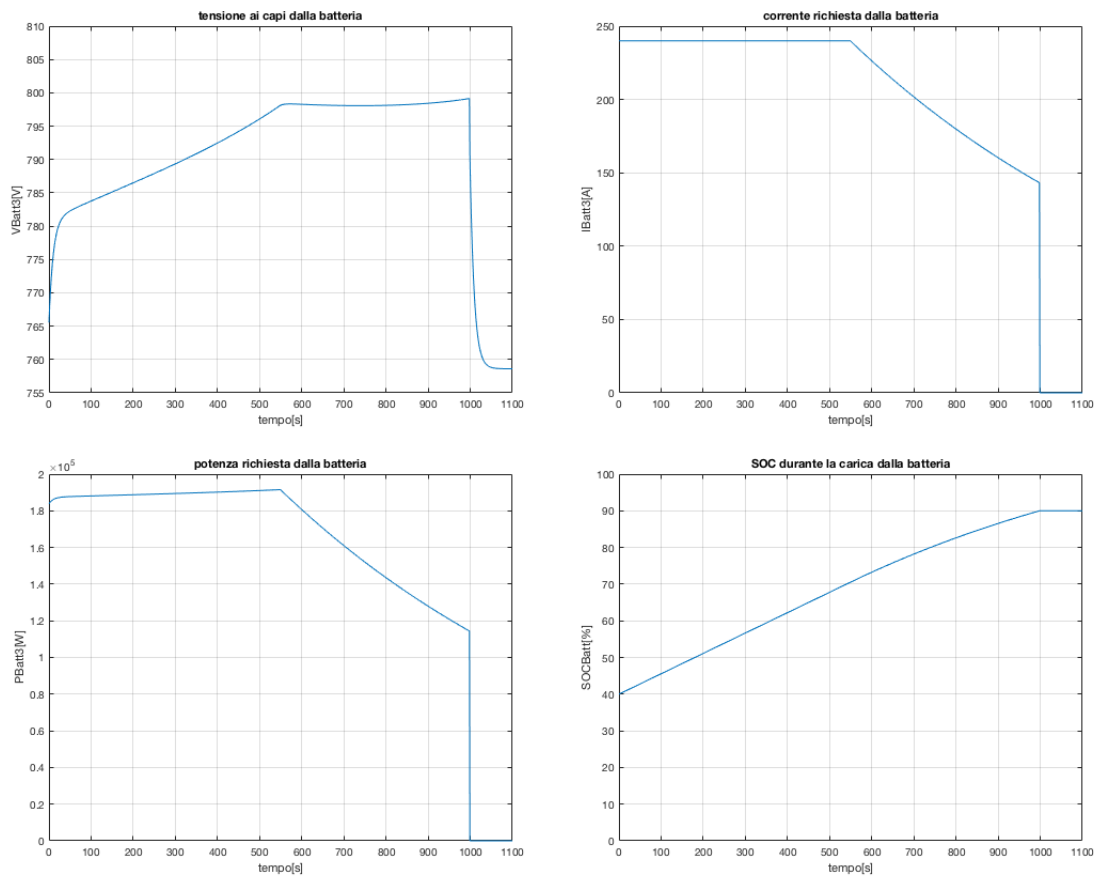 tensione ai capi dalla batteria
810
805
800
795
790
785
780
775
770
765
760
755
VBatt3[V]
0 100 200 300 400 500 600 700 800 900 1000 1100
tempo[s]
corrente richiesta dalla batteria
250
200
150
100
50
0
IBatt3[A]
0 100 200 300 400 500 600 700 800 900 1000 1100
tempo[s]
potenza richiesta dalla batteria
×10^5
2
1.8
1.6
1.4
1.2
1
0.8
0.6
0.4
0.2
0
PBatt3[W]
0 100 200 300 400 500 600 700 800 900 1000 1100
tempo[s]
SOC durante la carica dalla batteria
100
90
80
70
60
50
40
30
20
10
0
SOCBatt[%]
0 100 200 300 400 500 600 700 800 900 1000 1100
tempo[s]